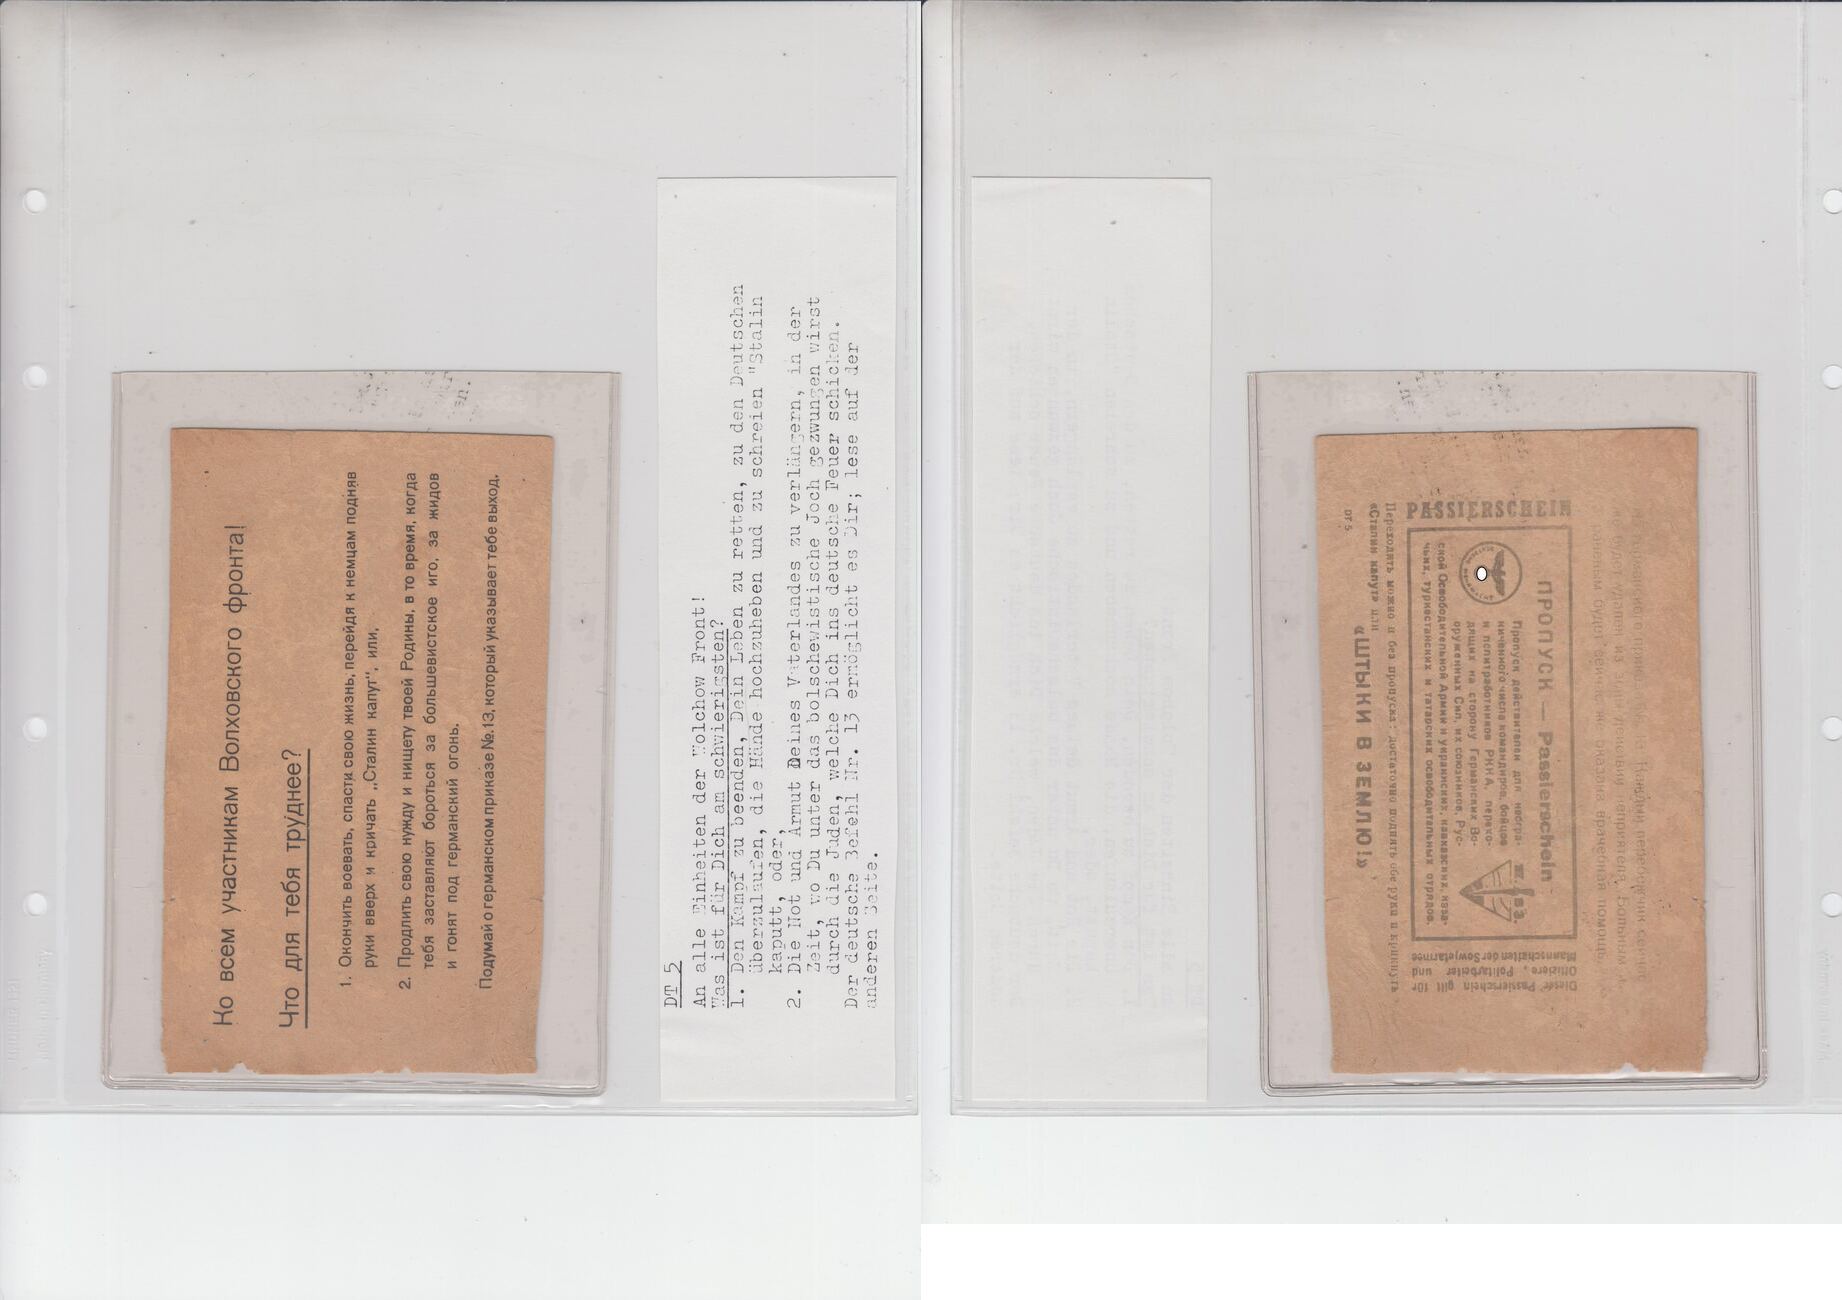 Ко всем участникам Волховского фронта!
Что для тебя труднее?
1. Окончить воевать, спасти свою жизнь, перейдя к немцам подняв
руки вверх и кричать „Сталин капут“, или,
2. Продлить свою нужду и нищету твоей Родины, в то время, когда
тебя заставляют бороться за большевистское иго, за жидов
и гонят под германский огонь.
Подумай о германском приказе №. 13, который указывает тебе выход.
DT 5
An alle Einheiten der Wolchow Front!
Was ist für Dich am schwierigsten?
1. Den Kampf zu beenden, Dein Leben zu retten, zu den Deutschen
überzulaufen, die Hände hochzuheben und zu schreien "Stalin
kaputt, oder,
2. Die Not und Armut Deines Vaterlandes zu verlängern, in der
Zeit, wo Du unter das bolschewistische Joch gezwungen wirst
durch die Juden, welche Dich ins deutsche Feuer schicken.
Der deutsche Befehl Nr. 13 ermöglicht es Dir; lese auf der
anderen Seite.
PASSIERSCHEIN
ПРОПУСК — Passierschein
Пропуск действителен для неогра-
ниченного числа командиров, бойцов
и политработников РККА, перехо-
дящих на сторону Германских Во-
оруженных Сил, их союзников, Рус-
ской Освободительной Армии и украинских, кавказских, каза-
чьих, туркестанских и татарских освободительных отрядов.
Dieser Passierschein gilt für
Offiziere, Politarbeiter und
Mannschaften der Sowjetarmee
Переходить можно и без пропуска: достаточно поднять обе руки и крикнуть
«Сталин капут» или
«ШТЫКИ В ЗЕМЛЮ!»
DT 5